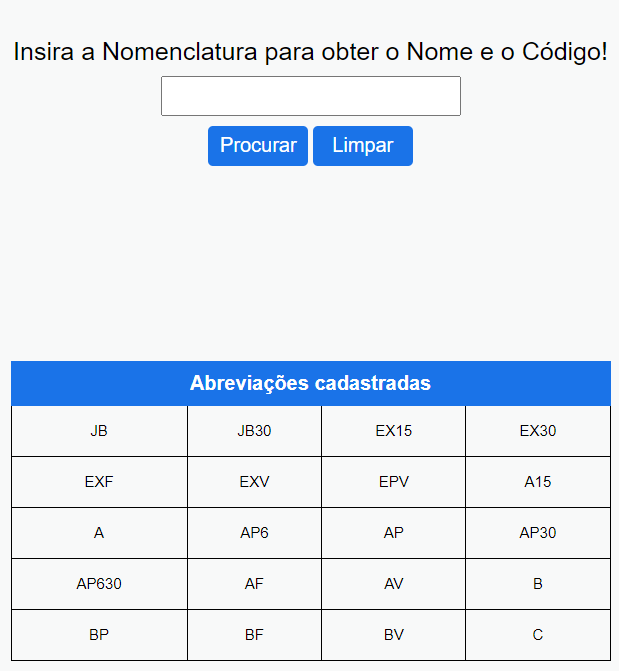 Insira a Nomenclatura para obter o Nome e o Código!
Procurar Limpar
Abreviações cadastradas
JB JB30 EX15 EX30
EXF EXV EPV A15
A AP6 AP AP30
AP630 AF AV B
BP BF BV C